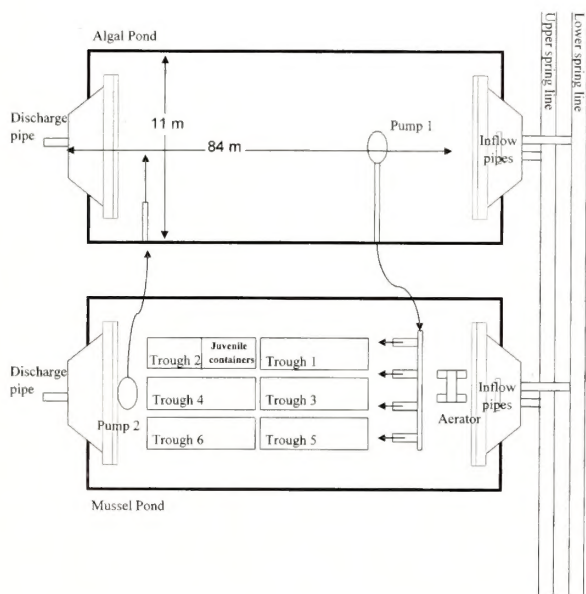 Algal Pond
Upper spring line
Lower spring line
Discharge
pipe
11 m
84 m
Pump 1
Inflow
pipes
Juvenile
containers
Trough 2
Trough 1
Discharge
pipe
Trough 4
Trough 3
Inflow
pipes
Aerator
Pump 2
Trough 6
Trough 5
Mussel Pond